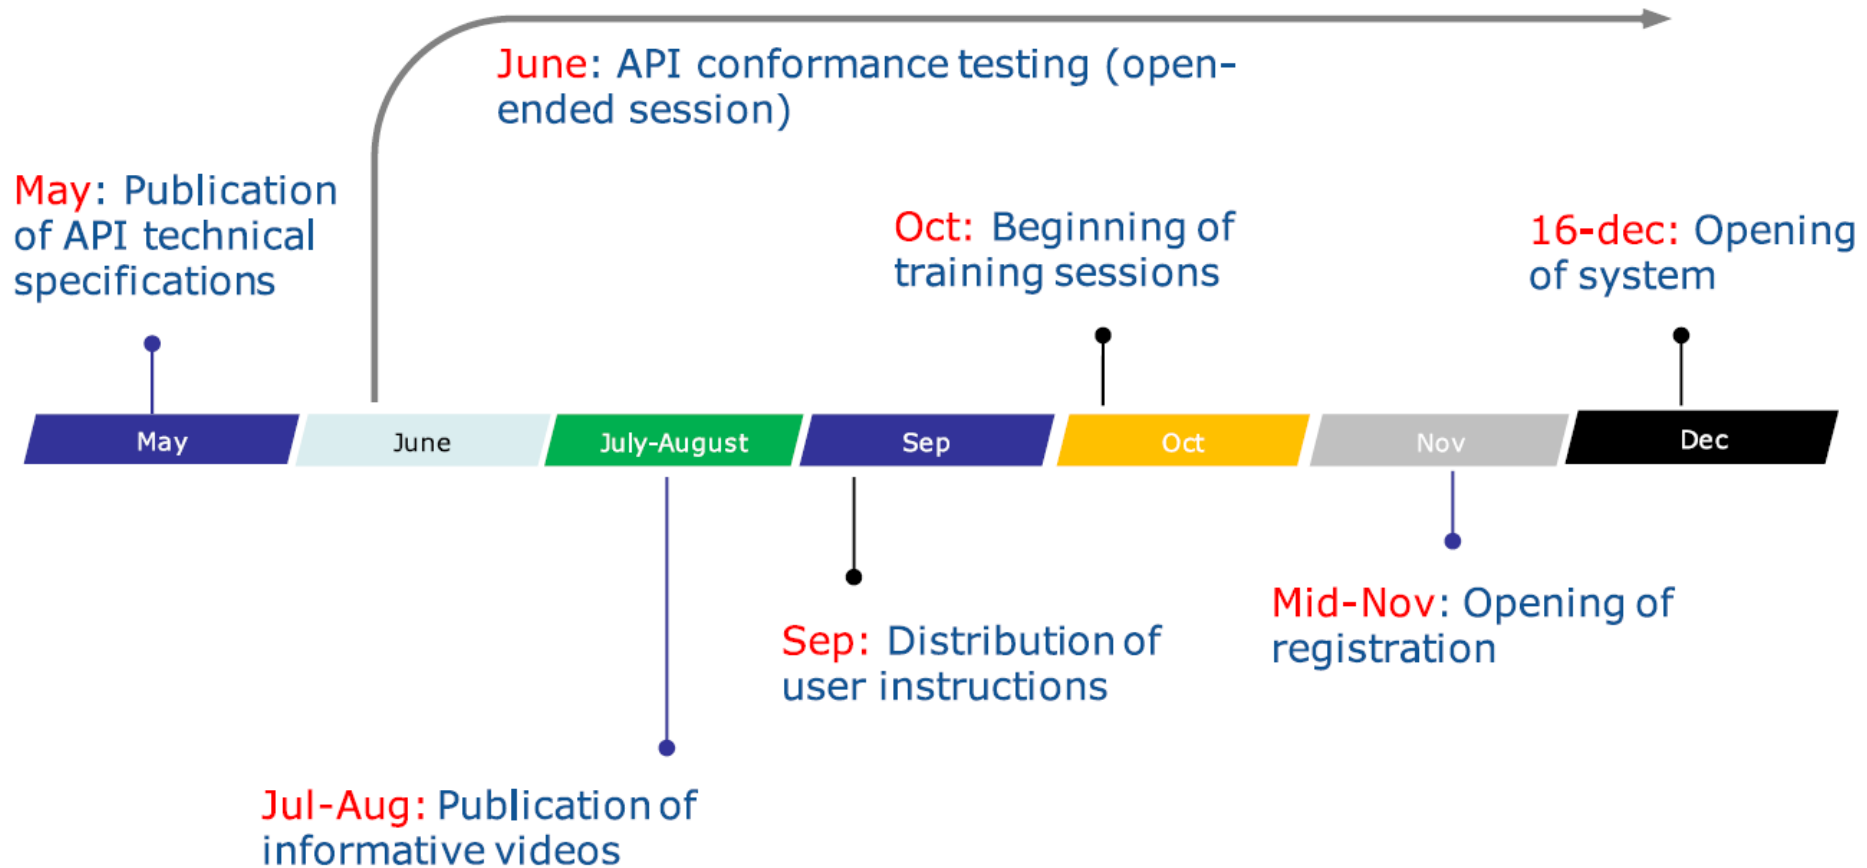 June: API conformance testing (open-
ended session)
May: Publication
of API technical
specifications
Oct: Beginning of
training sessions
16-dec: Opening
of system
May
June
July-August
Sep
Oct
Nov
Dec
Sep: Distribution of
user instructions
Mid-Nov: Opening of
registration
Jul-Aug: Publication of
informative videos